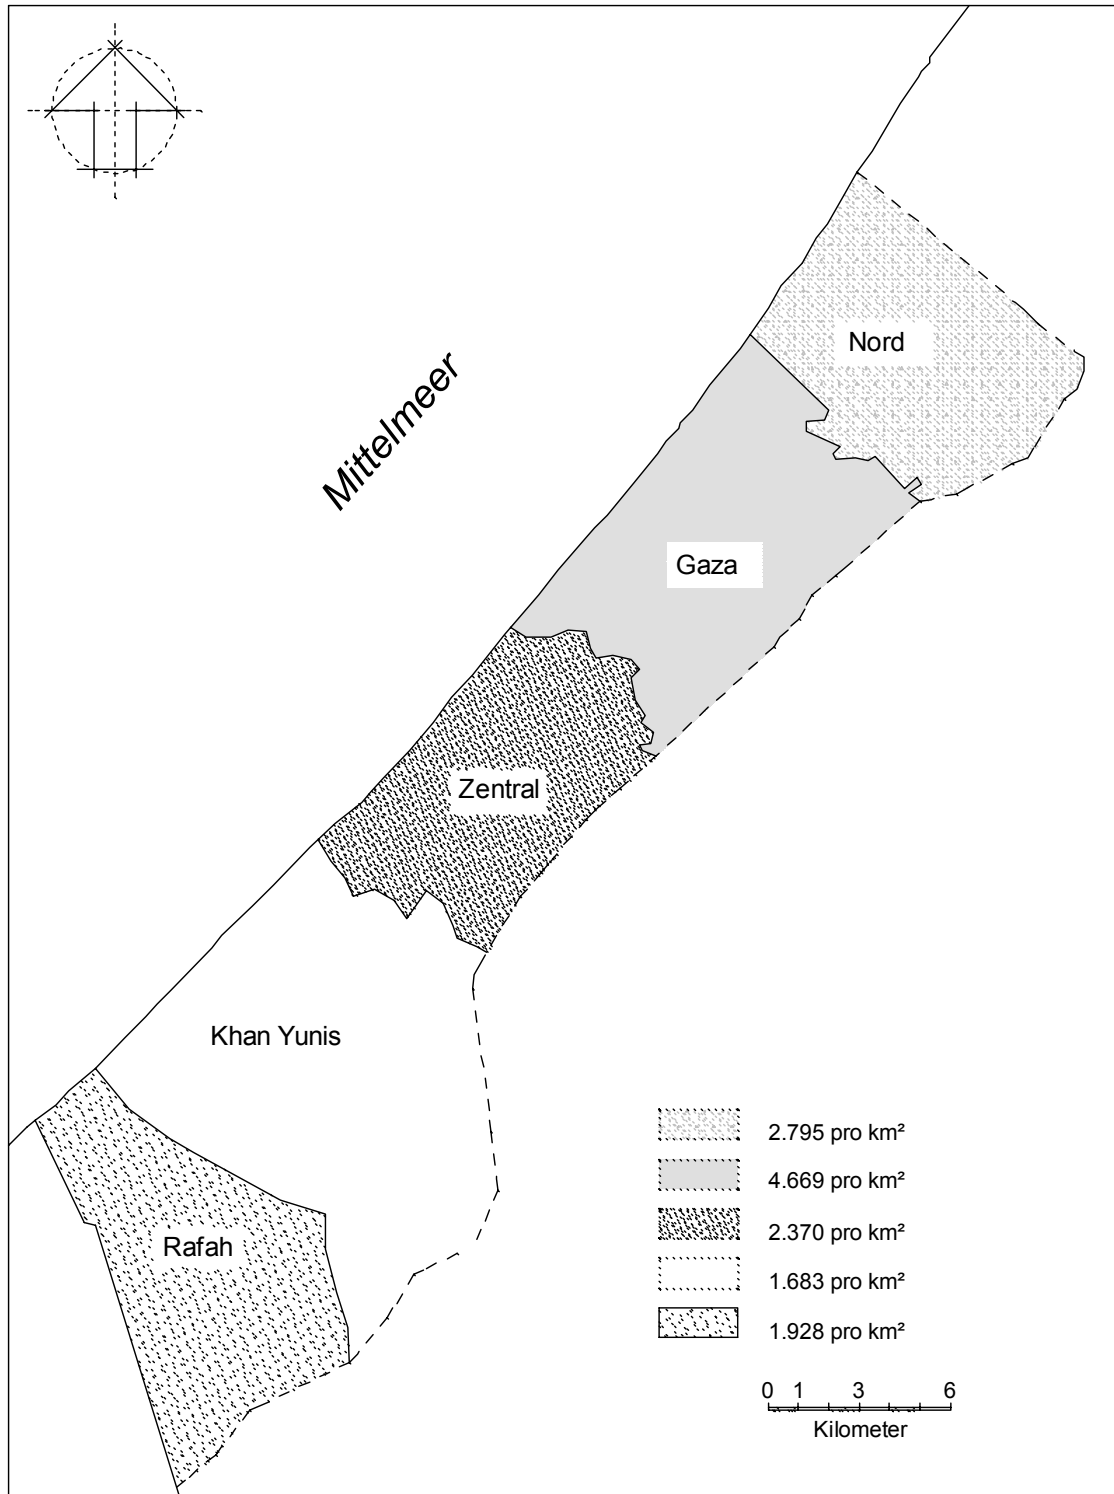 Nord
Mittelmeer
Gaza
Zentral
Khan Yunis
Rafah
2.795 pro km²
4.669 pro km²
2.370 pro km²
1.683 pro km²
1.928 pro km²
0 1 3 6
Kilometer